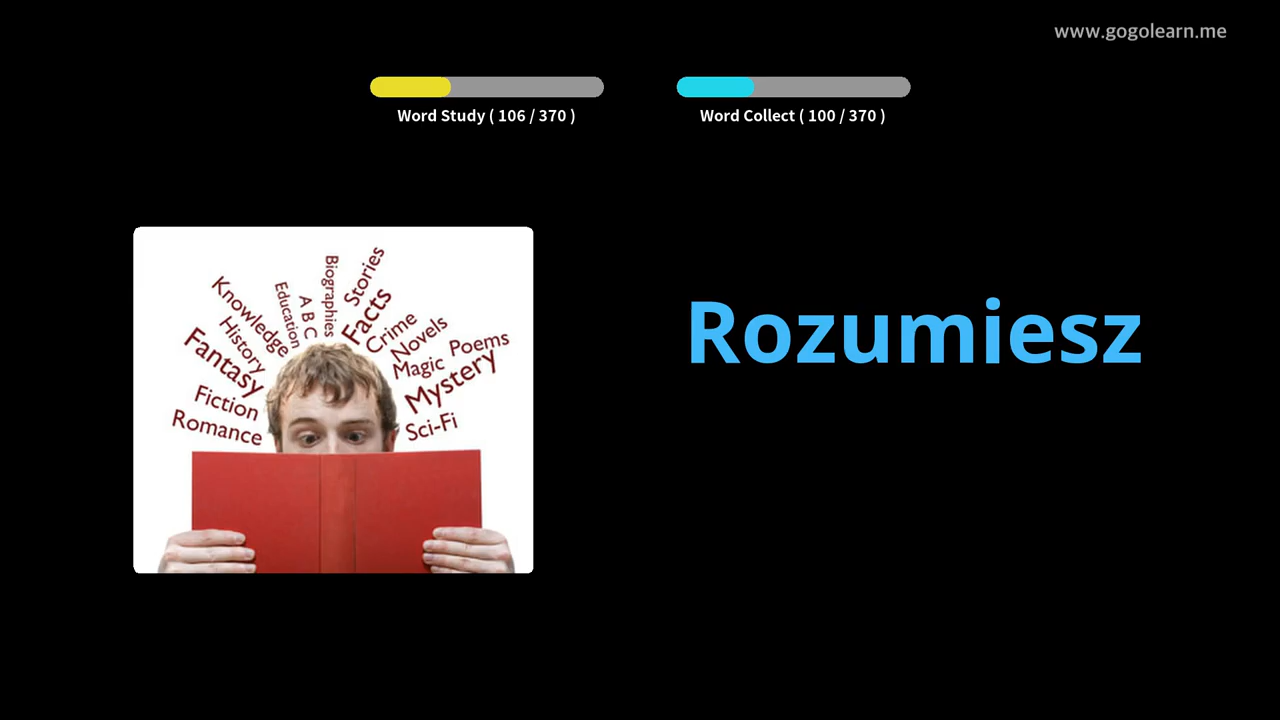 www.gogolearn.me
Word Study ( 106 / 370 )
Word Collect ( 100 / 370 )
Rozumiesz
Romance
Fiction
Fantasy
History
Knowledge
Education
A B C
Biographies
Stories
Facts
Crime
Novels
Magic
Poems
Mystery
Sci-Fi